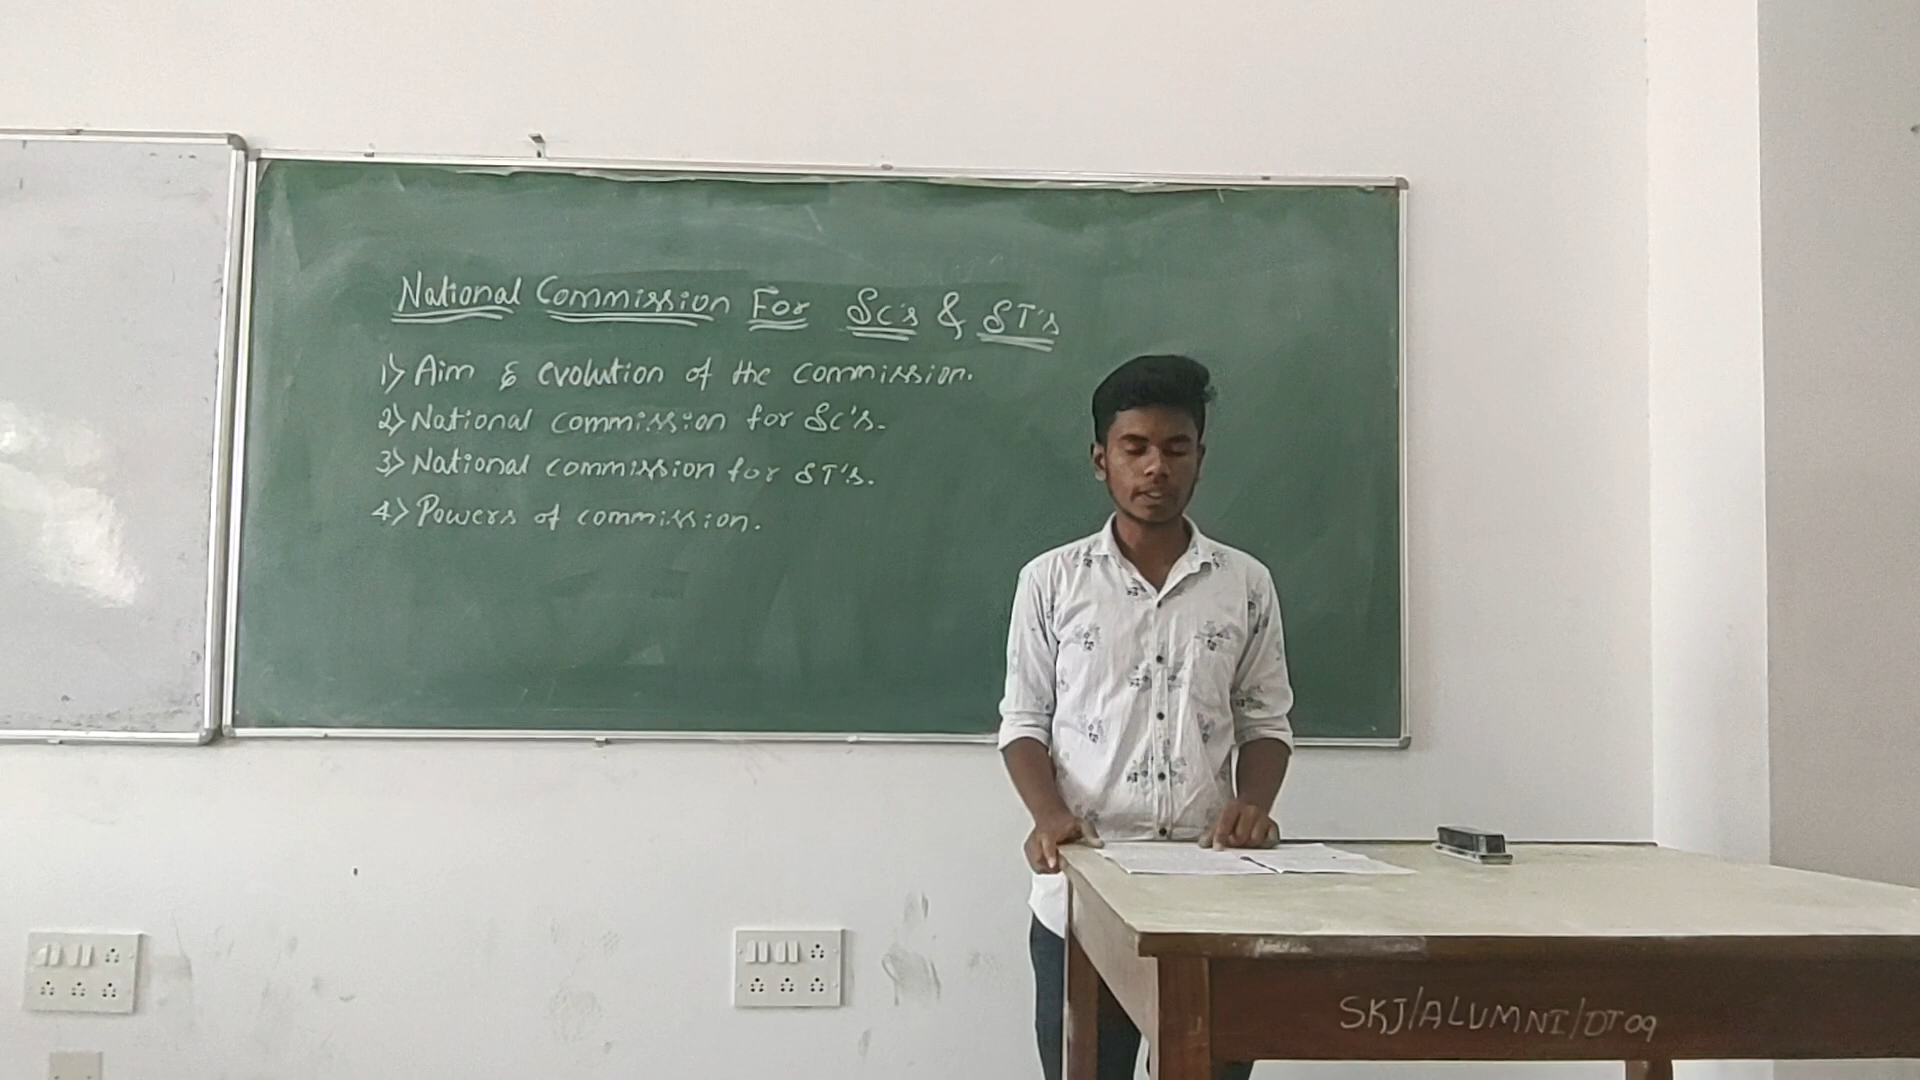 National Commission For SC's & ST's
1) Aim & evolution of the commission.
2) National commission for SC's.
3) National commission for ST's.
4) Powers of commission.
SKJ/ALUMNI/DT09